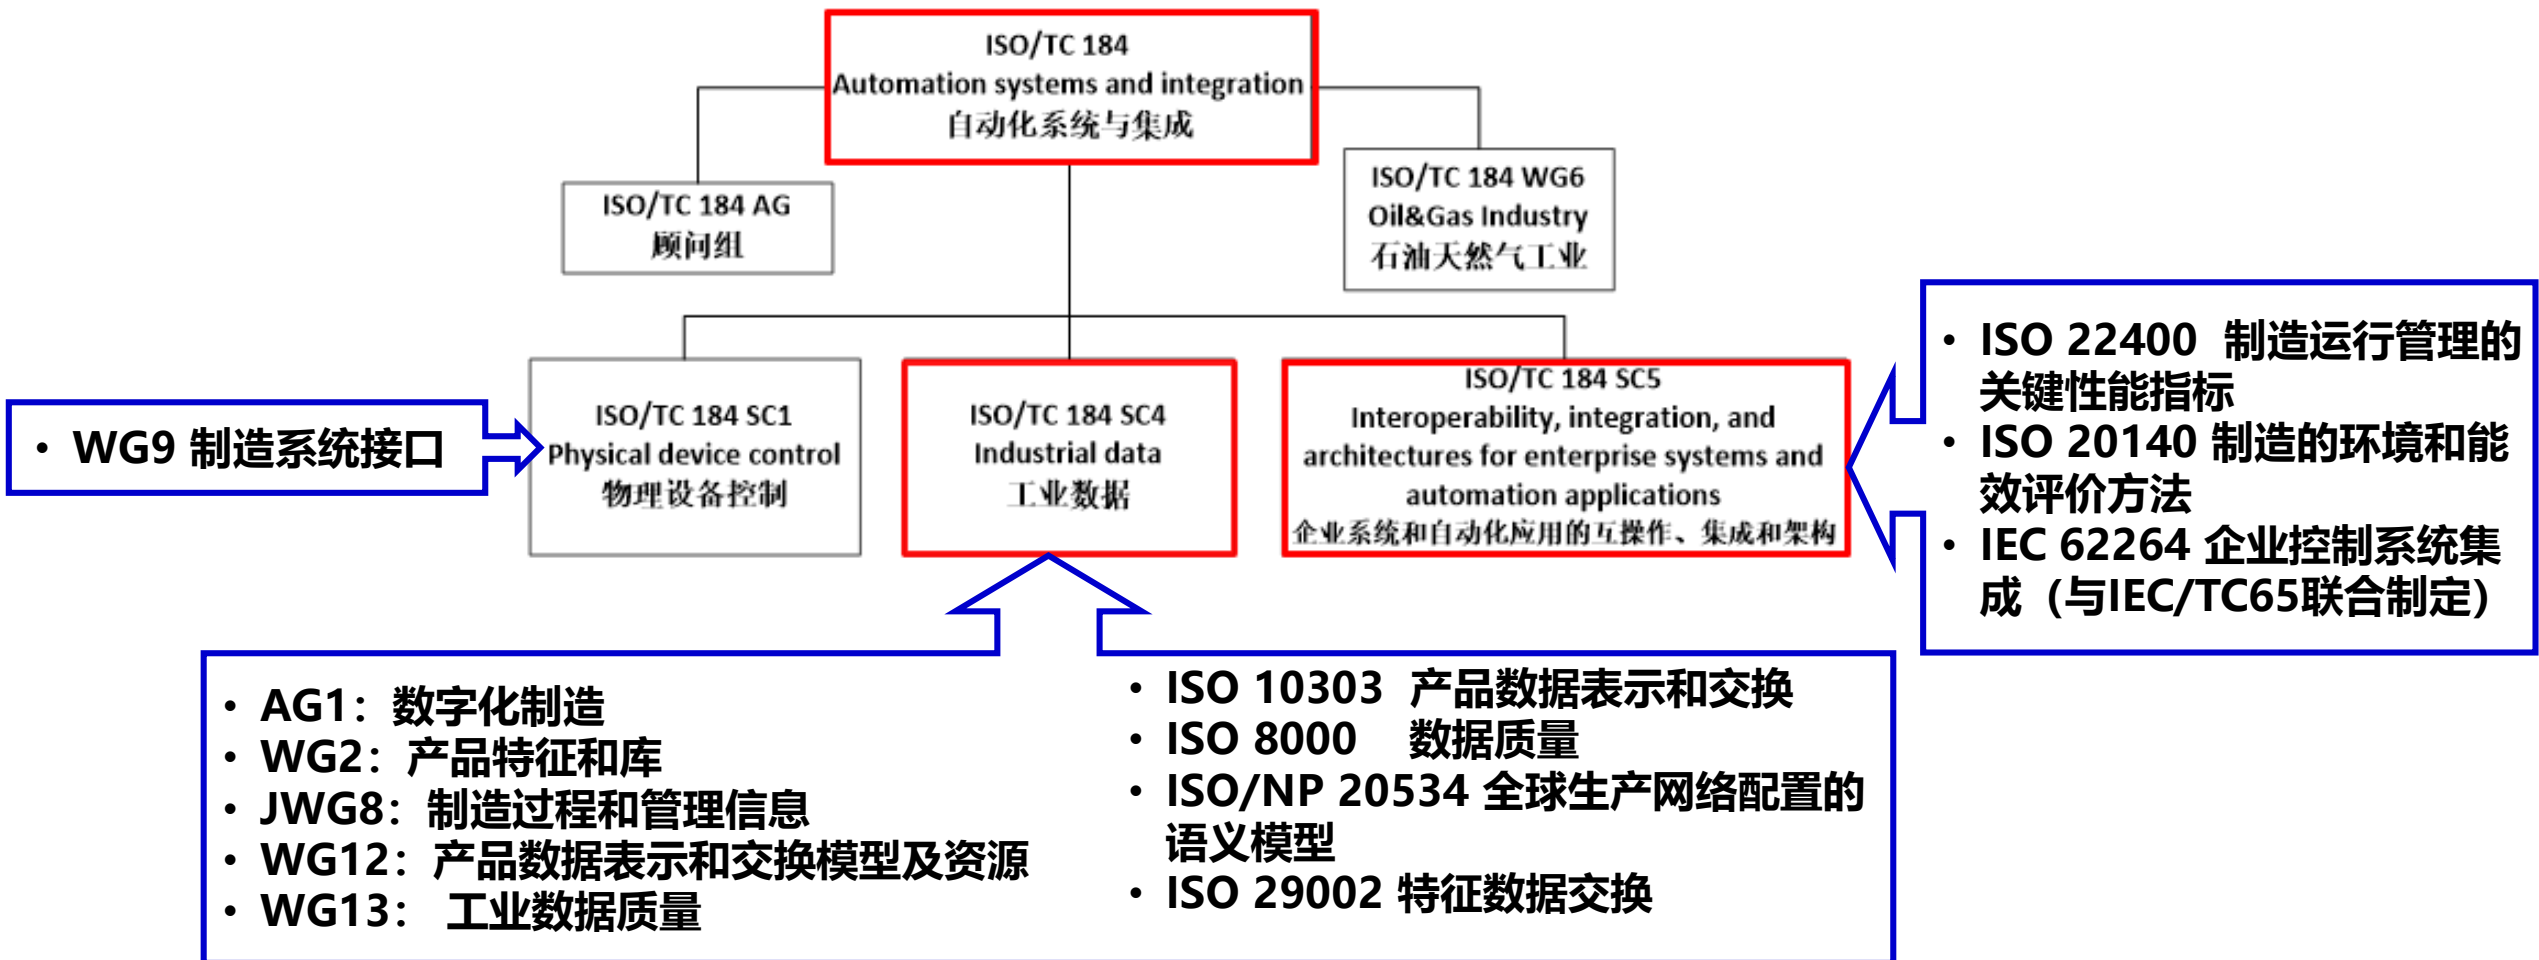 ISO/TC 184
Automation systems and integration
自动化系统与集成
ISO/TC 184 AG
顾问组
ISO/TC 184 WG6
Oil&Gas Industry
石油天然气工业
ISO/TC 184 SC1
Physical device control
物理设备控制
ISO/TC 184 SC4
Industrial data
工业数据
ISO/TC 184 SC5
Interoperability, integration, and
architectures for enterprise systems and
automation applications
企业系统和自动化应用的互操作、集成和架构
• WG9 制造系统接口
• ISO 22400 制造运行管理的
关键性能指标
• ISO 20140 制造的环境和能
效评价方法
• IEC 62264 企业控制系统集
成（与IEC/TC65联合制定）
• AG1：数字化制造
• WG2：产品特征和库
• JWG8：制造过程和管理信息
• WG12：产品数据表示和交换模型及资源
• WG13： 工业数据质量
• ISO 10303 产品数据表示和交换
• ISO 8000 数据质量
• ISO/NP 20534 全球生产网络配置的
语义模型
• ISO 29002 特征数据交换